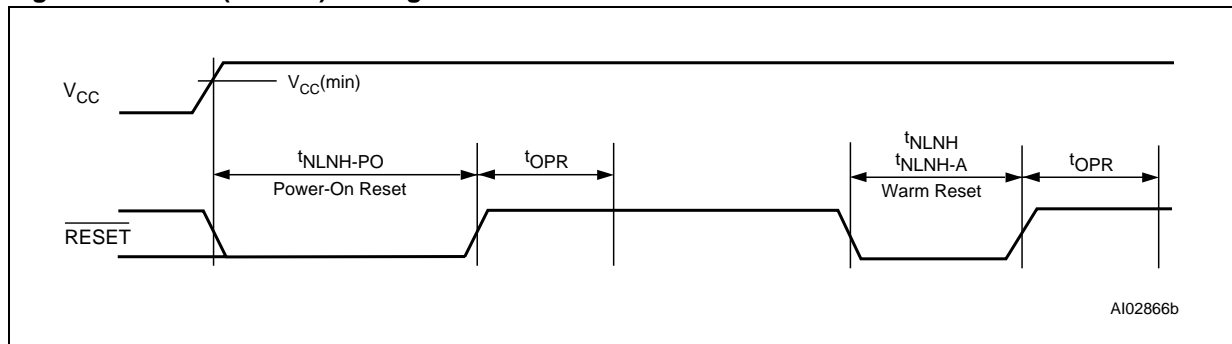 VCC
VCC(min)
tNLNH-PO
Power-On Reset
tOPR
tNLNH
tNLNH-A
Warm Reset
tOPR
RESET
AI02866b